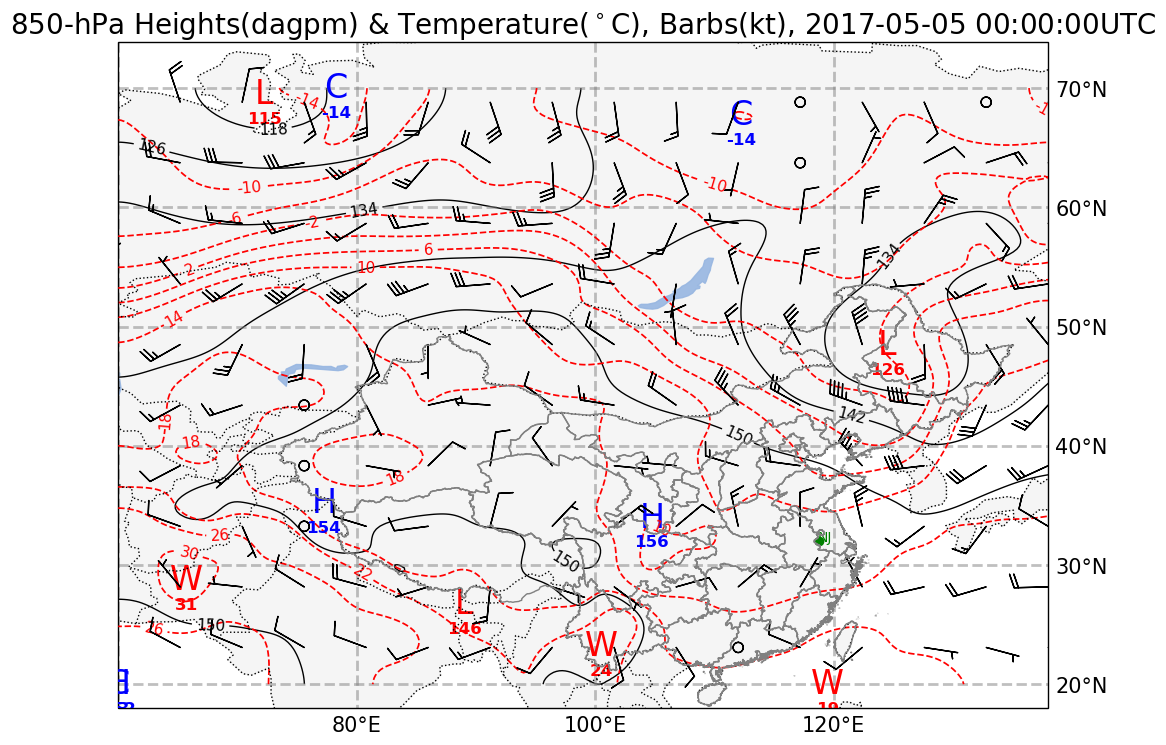 850-hPa Heights(dagpm) & Temperature(°C), Barbs(kt), 2017-05-05 00:00:00UTC
70°N
60°N
50°N
40°N
30°N
20°N
80°E
100°E
120°E
L
115
C
-14
-14
118
126
C
-14
-10
-10
134
-6
-2
2
6
10
14
134
L
126
142
150
18
18
18
H
154
H
156
NJ
26
30
22
W
31
150
150
L
146
W
24
W
19